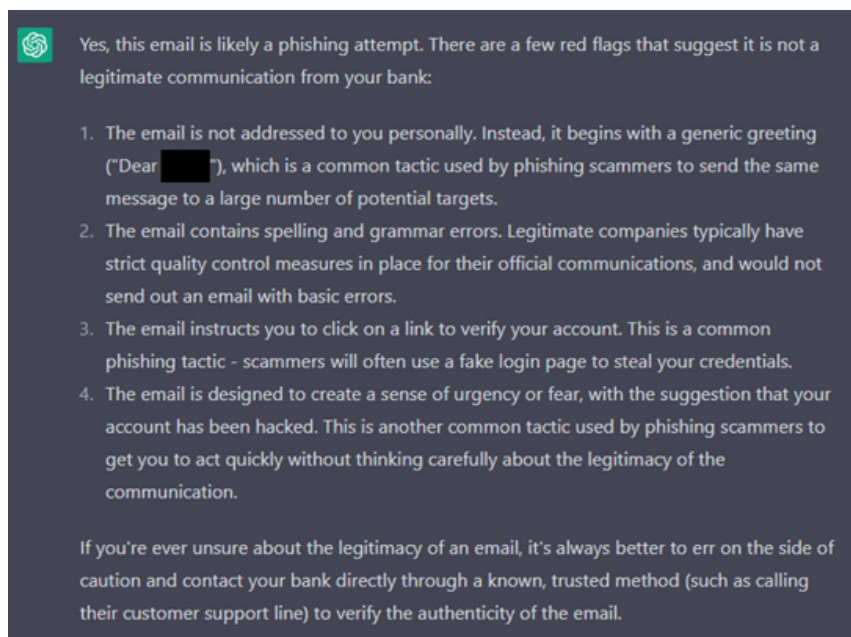 Yes, this email is likely a phishing attempt. There are a few red flags that suggest it is not a
legitimate communication from your bank:
1. The email is not addressed to you personally. Instead, it begins with a generic greeting
("Dear "), which is a common tactic used by phishing scammers to send the same
message to a large number of potential targets.
2. The email contains spelling and grammar errors. Legitimate companies typically have
strict quality control measures in place for their official communications, and would not
send out an email with basic errors.
3. The email instructs you to click on a link to verify your account. This is a common
phishing tactic - scammers will often use a fake login page to steal your credentials.
4. The email is designed to create a sense of urgency or fear, with the suggestion that your
account has been hacked. This is another common tactic used by phishing scammers to
get you to act quickly without thinking carefully about the legitimacy of the
communication.
If you're ever unsure about the legitimacy of an email, it's always better to err on the side of
caution and contact your bank directly through a known, trusted method (such as calling
their customer support line) to verify the authenticity of the email.